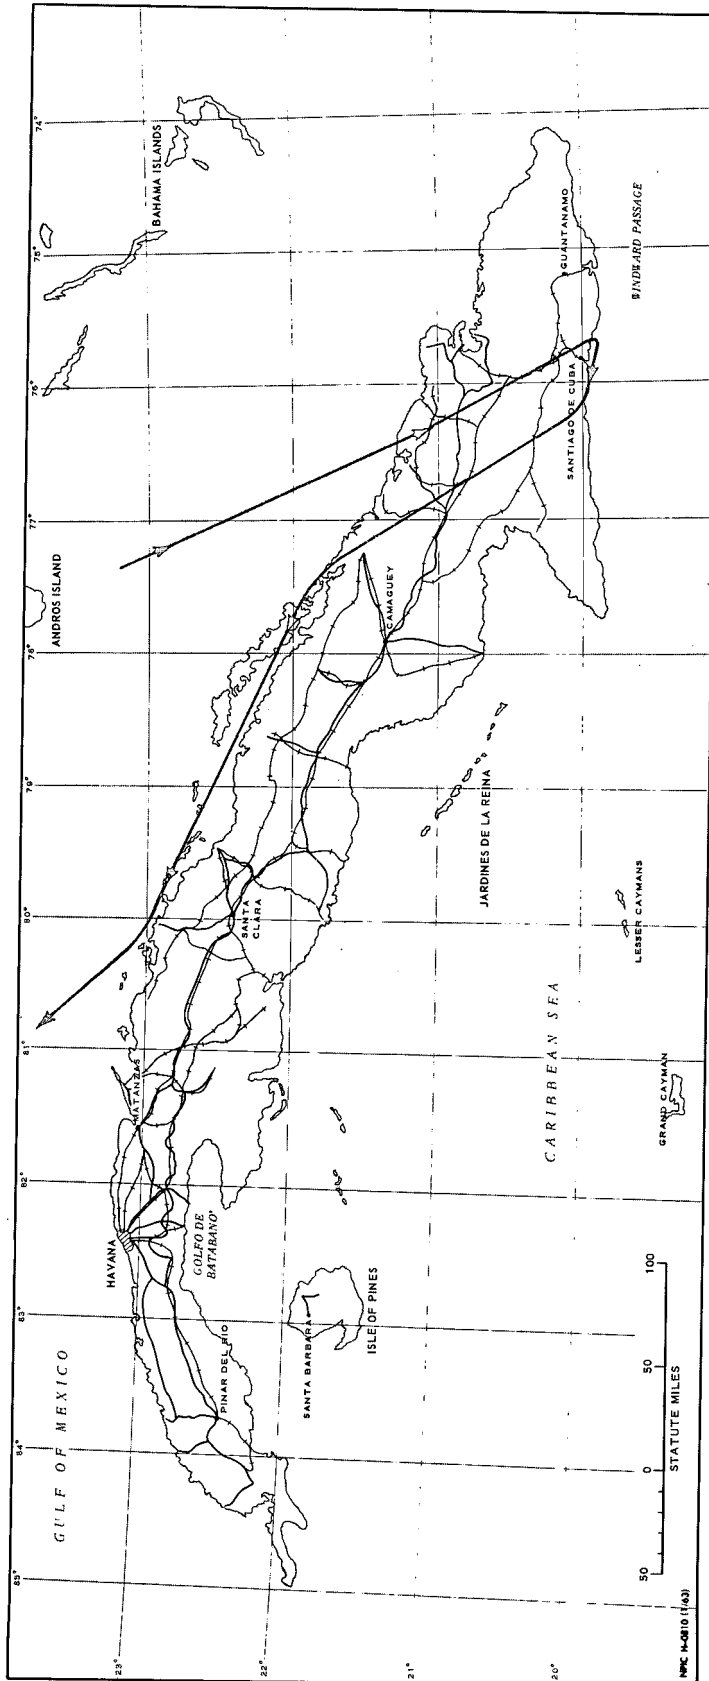 GULF OF MEXICO
85°
84°
83°
82°
81°
80°
79°
78°
77°
76°
75°
74°
23°
22°
21°
20°
HAVANA
MATANZAS
PINAR DEL RIO
GOLFO DE
BATABANO
SANTA BARBARA
ISLE OF PINES
SANTA
CLARA
CAMAGUEY
ANDROS ISLAND
BAHAMA ISLANDS
SANTIAGO DE CUBA
GUANTANAMO
WINDWARD PASSAGE
JARDINES DE LA REINA
LESSER CAYMANS
CARIBBEAN SEA
GRAND CAYMAN
50 0 50 100
STATUTE MILES
NPIC H-0810 (1/63)